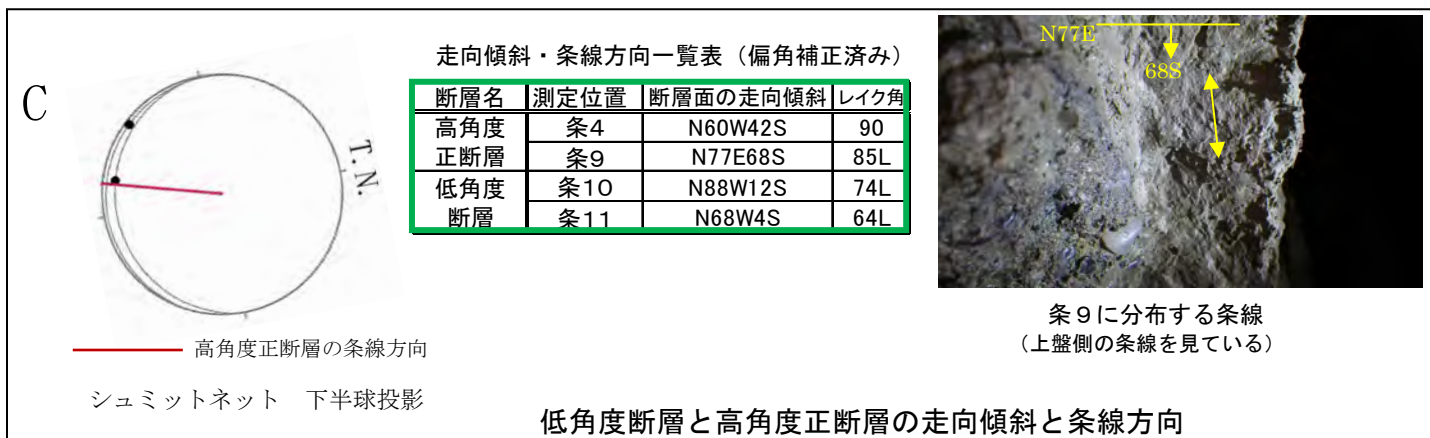 C
T.N.
高角度正断層の条線方向
シュミットネット 下半球投影
走向傾斜・条線方向一覧表（偏角補正済み）
断層名 測定位置 断層面の走向傾斜 レイク角
高角度 条4 N60W42S 90
正断層 条9 N77E68S 85L
低角度 条10 N88W12S 74L
断層 条11 N68W4S 64L
N77E
68S
条９に分布する条線
（上盤側の条線を見ている）
低角度断層と高角度正断層の走向傾斜と条線方向